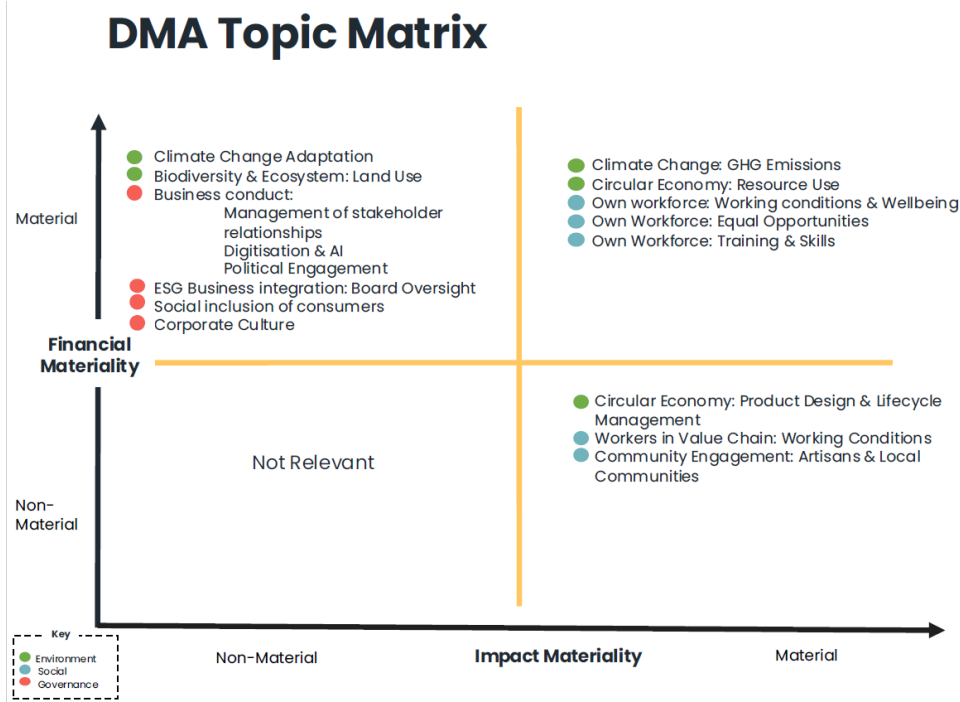 DMA Topic Matrix
Material
Climate Change Adaptation
Biodiversity & Ecosystem: Land Use
Business conduct:
Management of stakeholder
relationships
Digitisation & AI
Political Engagement
ESG Business integration: Board Oversight
Social inclusion of consumers
Corporate Culture
Climate Change: GHG Emissions
Circular Economy: Resource Use
Own workforce: Working conditions & Wellbeing
Own Workforce: Equal Opportunities
Own Workforce: Training & Skills
Financial
Materiality
Not Relevant
Circular Economy: Product Design & Lifecycle
Management
Workers in Value Chain: Working Conditions
Community Engagement: Artisans & Local
Communities
Non-
Material
Key
Environment
Social
Governance
Non-Material
Impact Materiality
Material